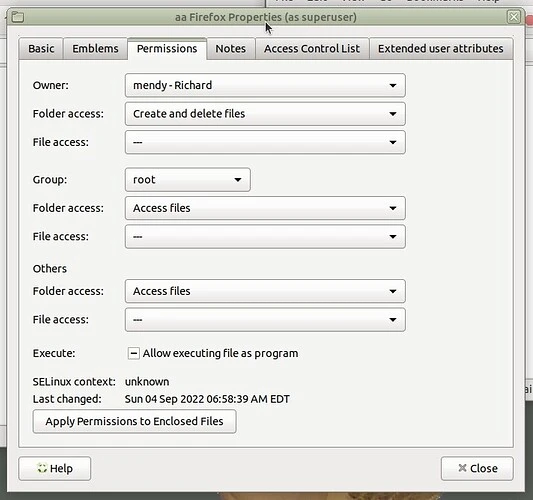 aa Firefox Properties (as superuser)
Basic Emblems Permissions Notes Access Control List Extended user attributes
Owner: mendy - Richard
Folder access: Create and delete files
File access: ---
Group: root
Folder access: Access files
File access: ---
Others
Folder access: Access files
File access: ---
Execute: Allow executing file as program
SELinux context: unknown
Last changed: Sun 04 Sep 2022 06:58:39 AM EDT
Apply Permissions to Enclosed Files
Help Close